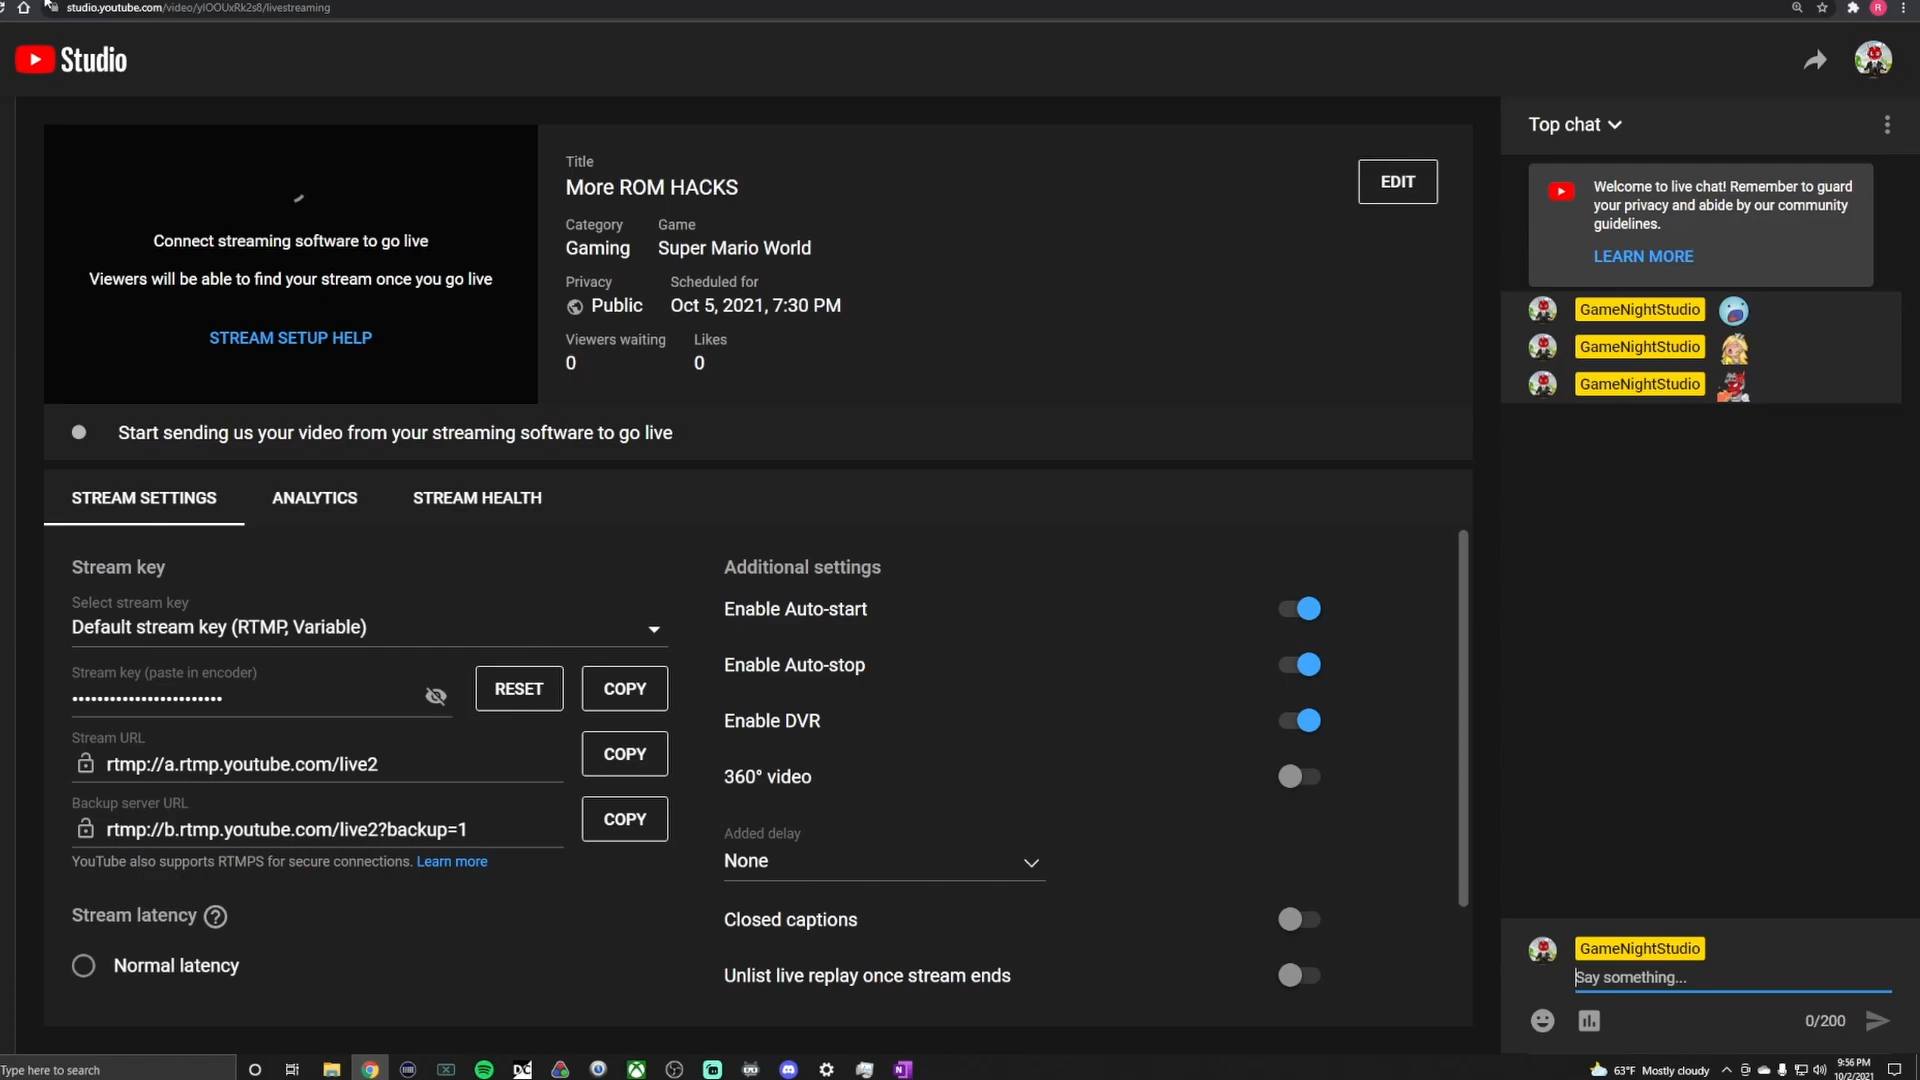 studio.youtube.com/video/ylOOUxRk2s8/livestreaming
R
Studio
Connect streaming software to go live
Viewers will be able to find your stream once you go live
STREAM SETUP HELP
Title
More ROM HACKS
EDIT
Category Game
Gaming Super Mario World
Privacy Scheduled for
Public Oct 5, 2021, 7:30 PM
Viewers waiting Likes
0 0
Start sending us your video from your streaming software to go live
STREAM SETTINGS ANALYTICS STREAM HEALTH
Stream key
Select stream key
Default stream key (RTMP, Variable)
Stream key (paste in encoder)
••••••••••••••••••••••••
RESET COPY
Stream URL
rtmp://a.rtmp.youtube.com/live2
COPY
Backup server URL
rtmp://b.rtmp.youtube.com/live2?backup=1
COPY
YouTube also supports RTMPS for secure connections. Learn more
Stream latency ?
Normal latency
Additional settings
Enable Auto-start
Enable Auto-stop
Enable DVR
360° video
Added delay
None
Closed captions
Unlist live replay once stream ends
Top chat
Welcome to live chat! Remember to guard
your privacy and abide by our community
guidelines.
LEARN MORE
GameNightStudio
GameNightStudio
GameNightStudio
GameNightStudio
Say something...
0/200
Type here to search
DC
N
63°F Mostly cloudy
9:56 PM
10/2/2021